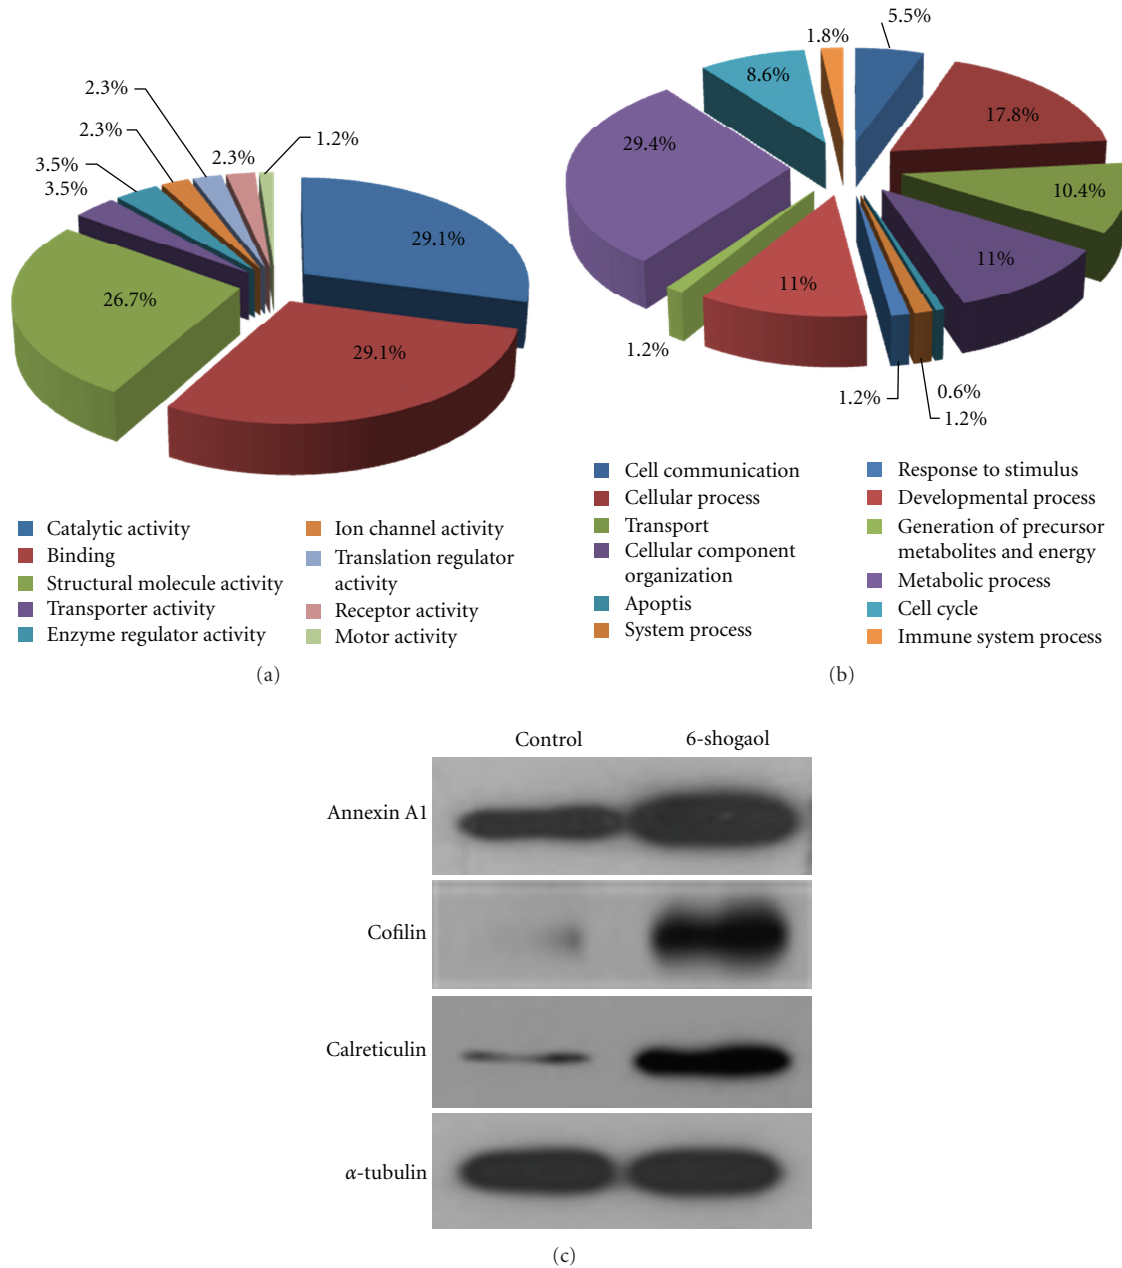 2.3%
2.3%
3.5%
3.5%
2.3%
1.2%
29.1%
26.7%
29.1%
Catalytic activity
Binding
Structural molecule activity
Transporter activity
Enzyme regulator activity
Ion channel activity
Translation regulator
activity
Receptor activity
Motor activity
(a)
1.8%
5.5%
8.6%
17.8%
29.4%
10.4%
11%
11%
1.2%
1.2%
0.6%
1.2%
Cell communication
Cellular process
Transport
Cellular component
organization
Apoptis
System process
Response to stimulus
Developmental process
Generation of precursor
metabolites and energy
Metabolic process
Cell cycle
Immune system process
(b)
Control 6-shogaol
Annexin A1
Cofilin
Calreticulin
α-tubulin
(c)